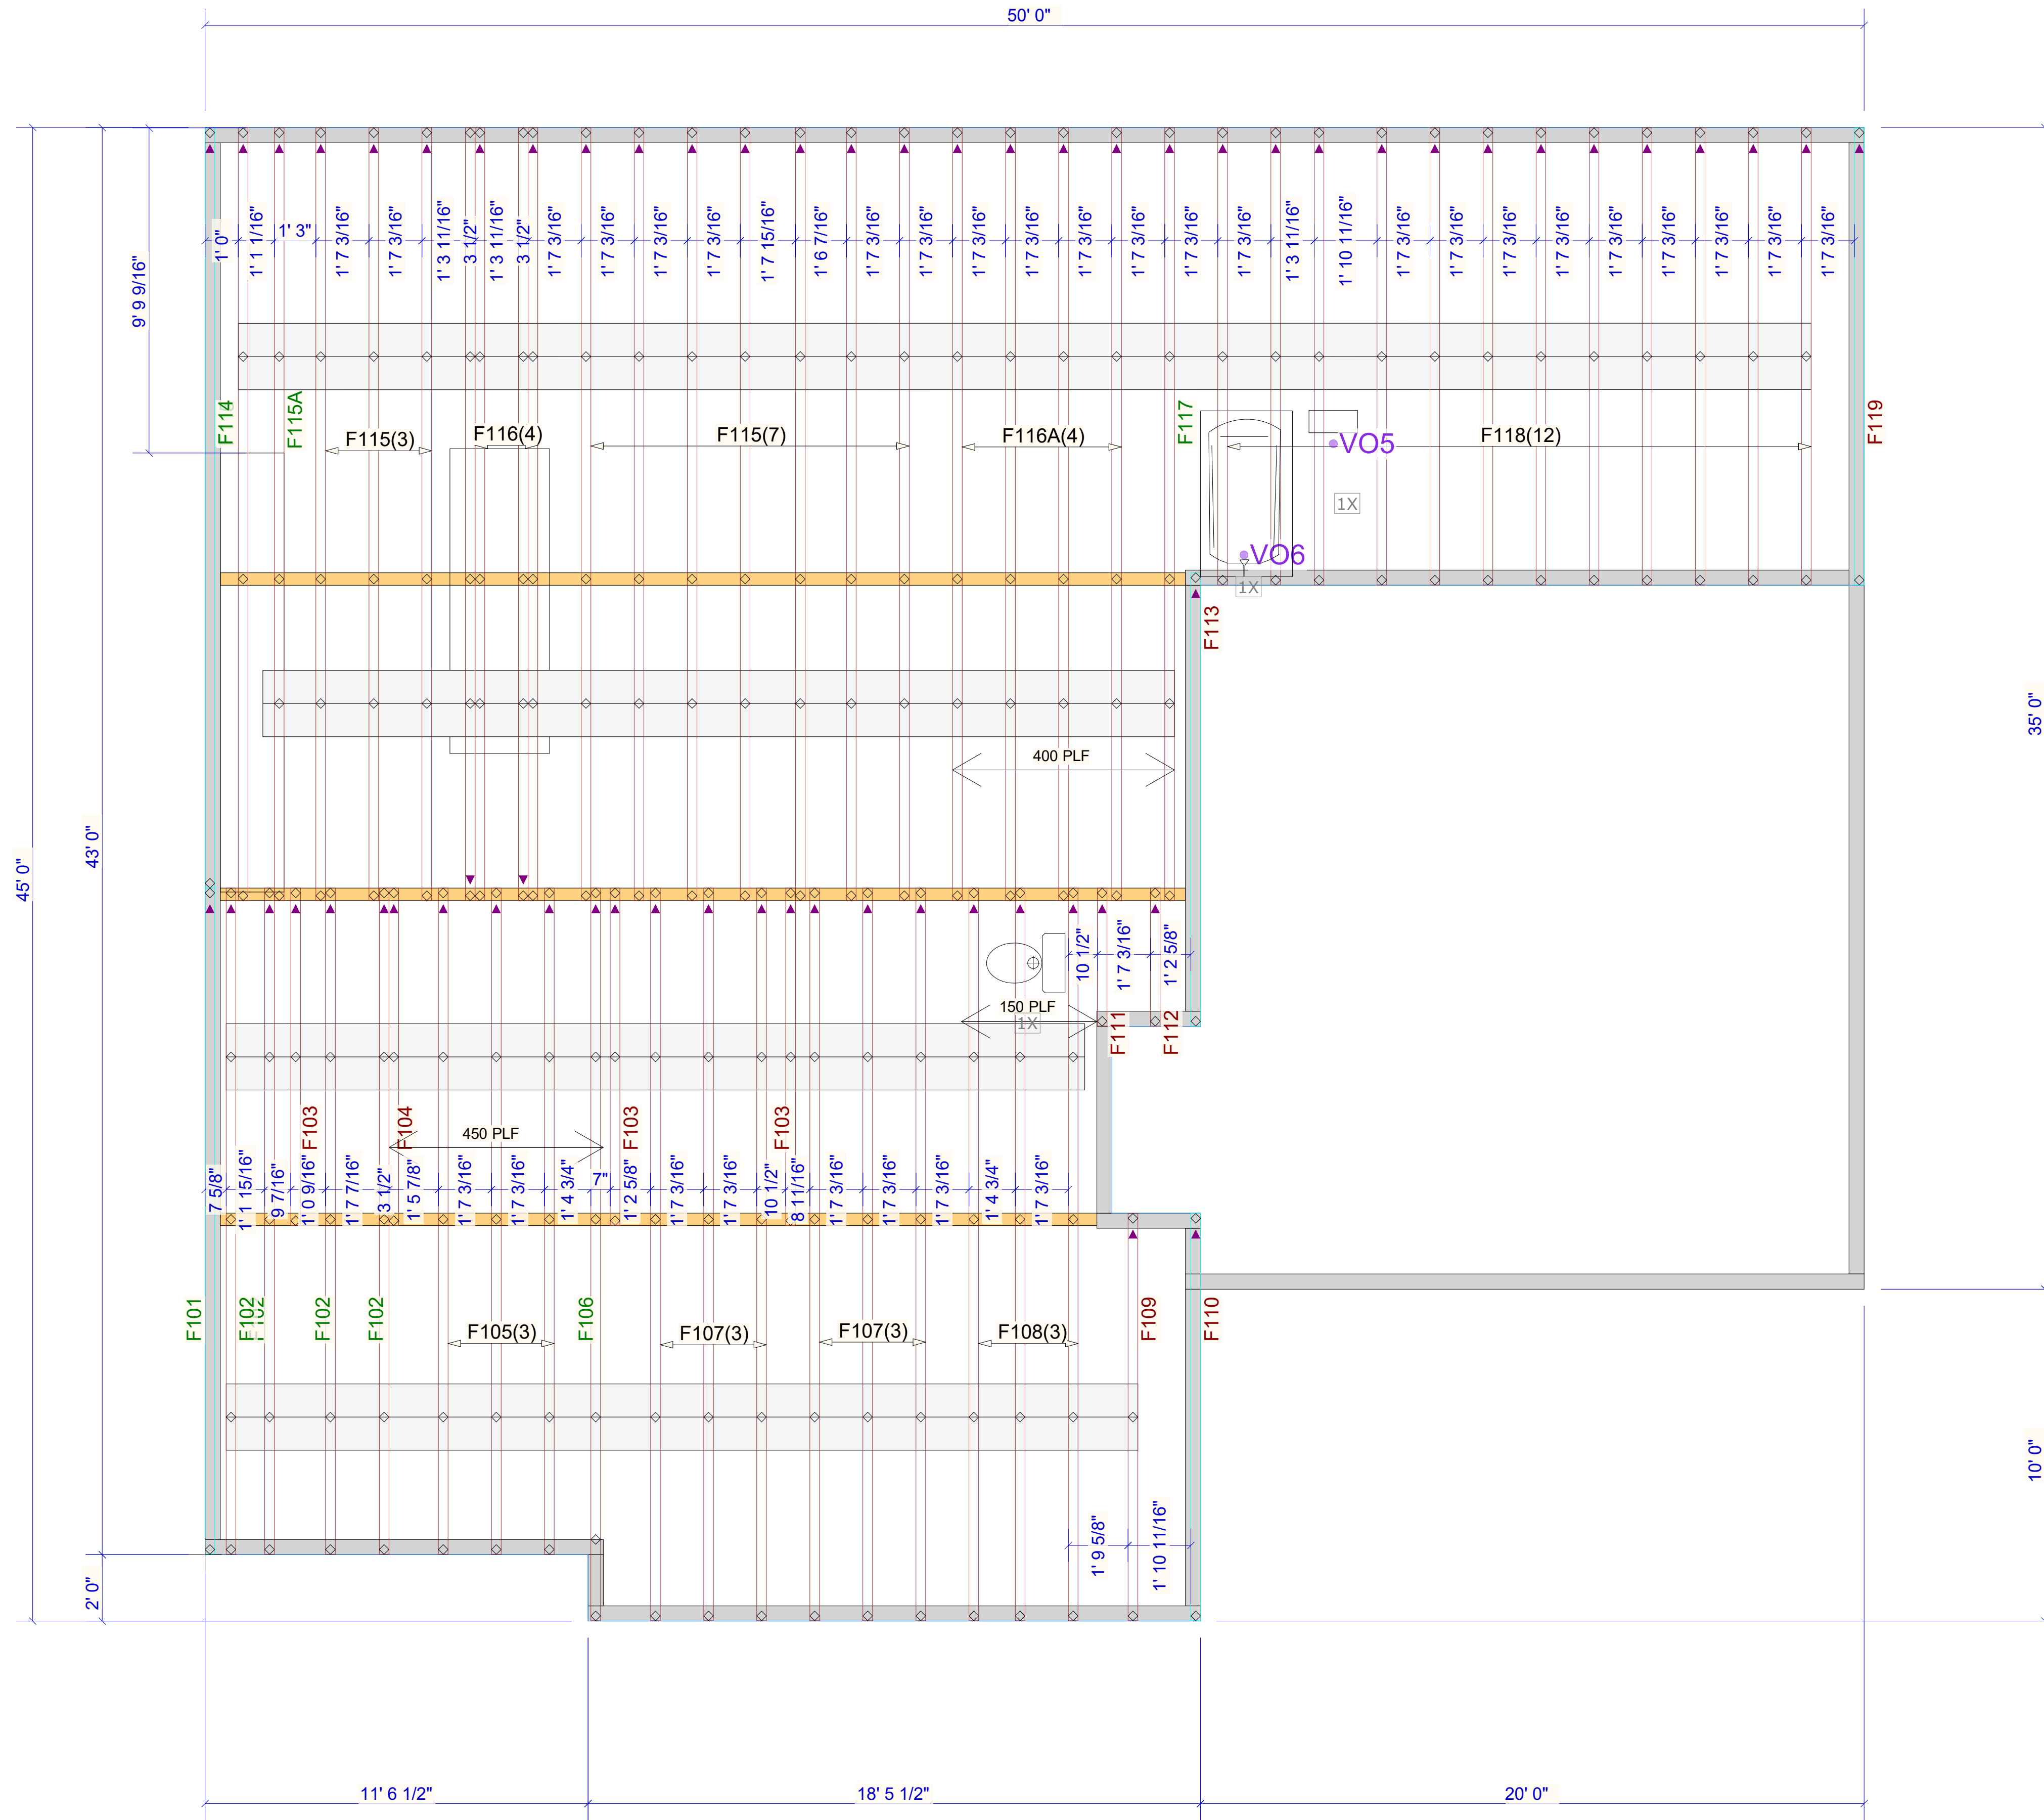 50' 0"
1' 0"
1' 1 1/16"
1' 3"
1' 7 3/16"
1' 7 3/16"
1' 3 11/16"
3 1/2"
1' 3 11/16"
3 1/2"
1' 7 3/16"
1' 7 3/16"
1' 7 3/16"
1' 7 3/16"
1' 7 15/16"
1' 6 7/16"
1' 7 3/16"
1' 7 3/16"
1' 7 3/16"
1' 7 3/16"
1' 7 3/16"
1' 7 3/16"
1' 7 3/16"
1' 7 3/16"
1' 3 11/16"
1' 10 11/16"
1' 7 3/16"
1' 7 3/16"
1' 7 3/16"
1' 7 3/16"
1' 7 3/16"
1' 7 3/16"
1' 7 3/16"
1' 7 3/16"
9' 9 9/16"
F114
F115A
F115(3)
F116(4)
F115(7)
F116A(4)
F117
VO5
F118(12)
F119
1X
VO6
1X
F113
35' 0"
400 PLF
45' 0"
43' 0"
10 1/2"
1' 7 3/16"
1' 2 5/8"
150 PLF
1X
F111
F112
F103
F104
F103
F103
450 PLF
7 5/8"
1' 1 15/16"
9 7/16"
1' 0 9/16"
1' 7 7/16"
3 1/2"
1' 5 7/8"
1' 7 3/16"
1' 7 3/16"
1' 4 3/4"
7"
1' 2 5/8"
1' 7 3/16"
1' 7 3/16"
10 1/2"
8 11/16"
1' 7 3/16"
1' 7 3/16"
1' 7 3/16"
1' 4 3/4"
1' 7 3/16"
F101
F102
F102
F102
F102
F105(3)
F106
F107(3)
F107(3)
F108(3)
F109
F110
10' 0"
1' 9 5/8"
1' 10 11/16"
2' 0"
11' 6 1/2"
18' 5 1/2"
20' 0"